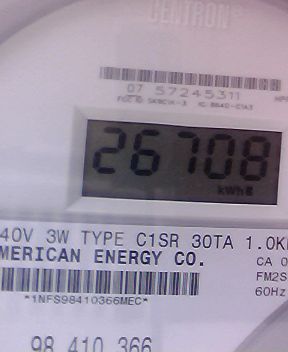 CENTRON®
07 57245311
26708
kWh
40V 3W TYPE C1SR 30TA 1.0K
MERICAN ENERGY CO.
CA 0
FM2S
60Hz
*1NFS98410366MEC*
98 410 366